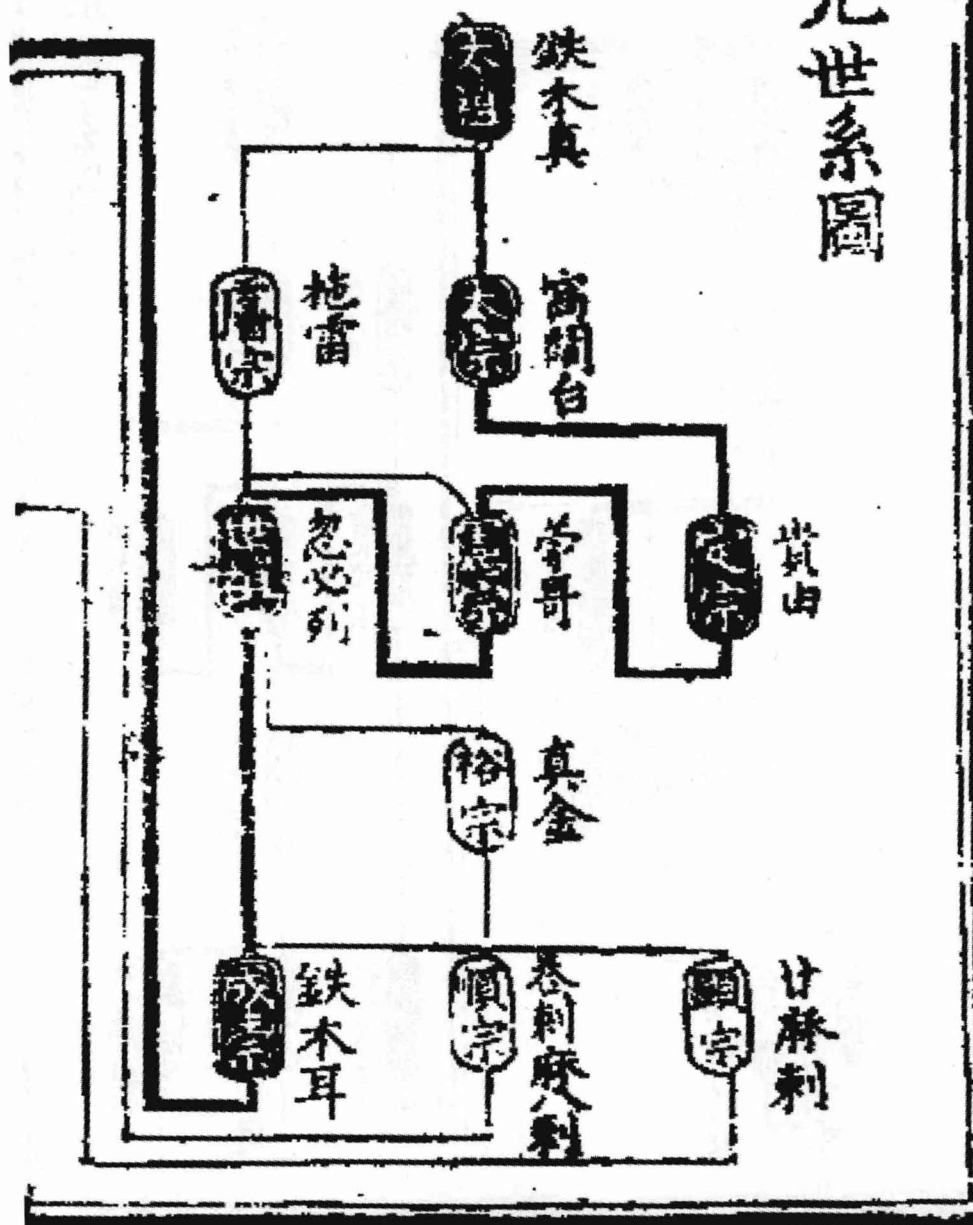 元世系圖
鉄木真
太祖
窩闊台
太宗
拖雷
睿宗
貴由
定宗
蒙哥
憲宗
忽必列
世祖
真金
裕宗
甘麻剌
顯宗
答剌麻八剌
順宗
鉄木耳
成宗